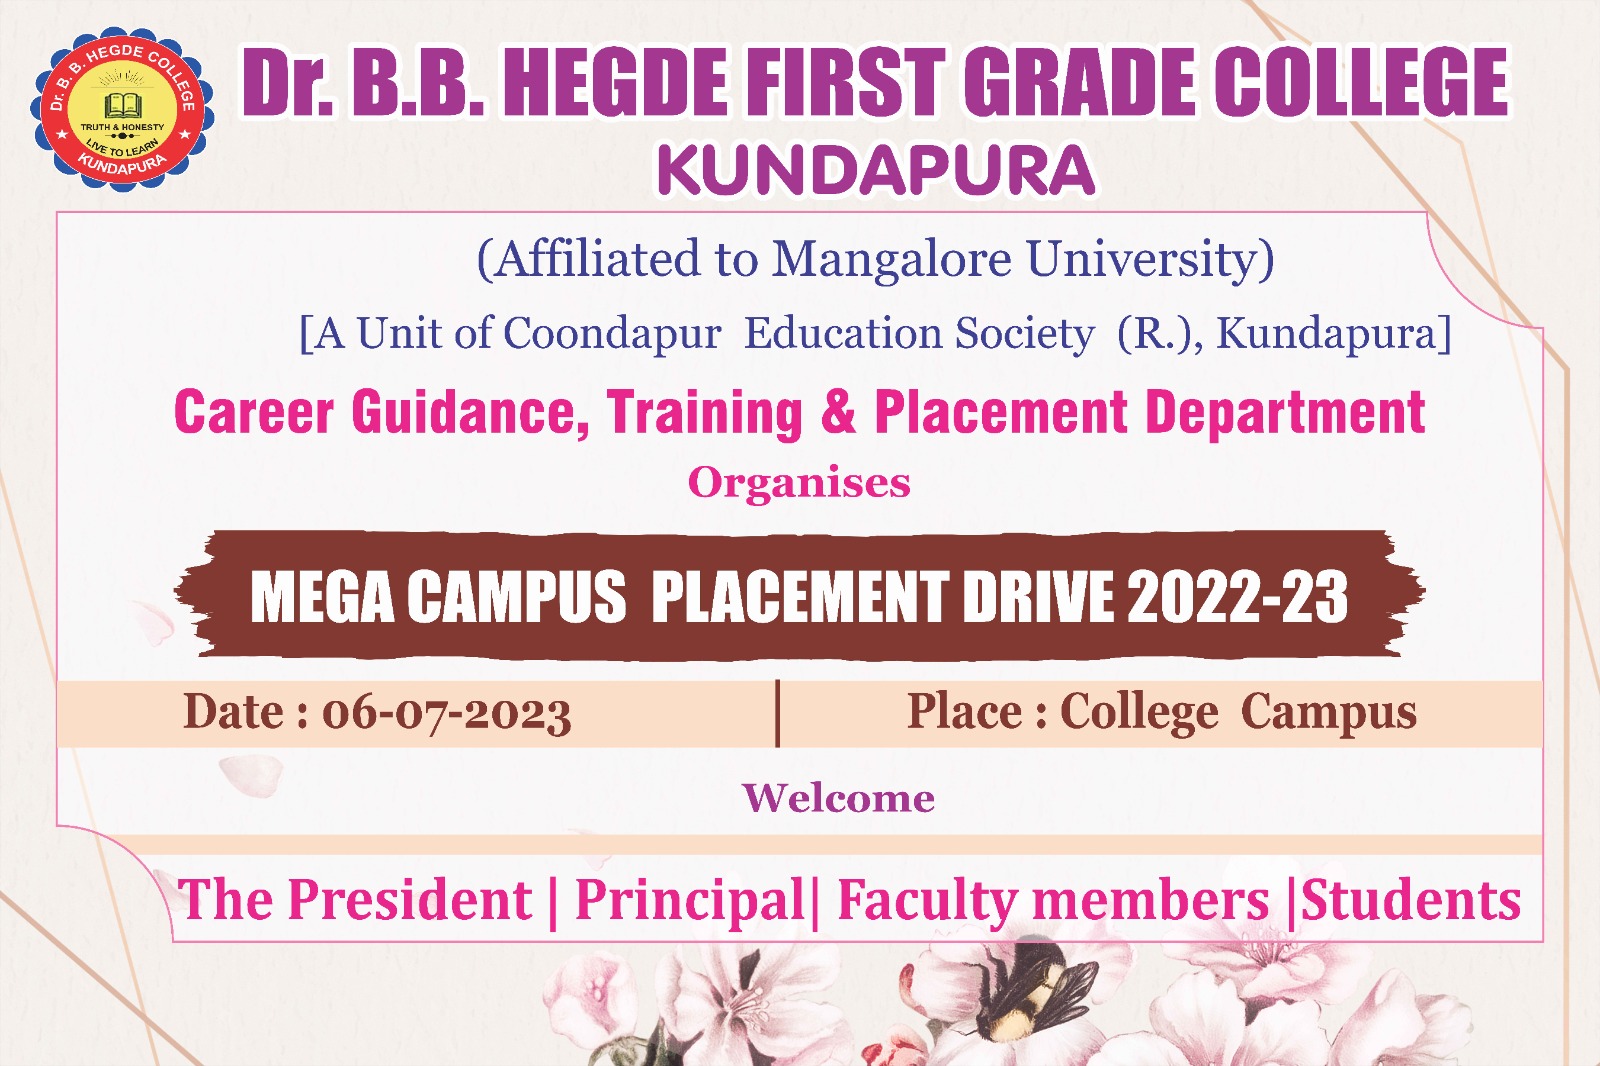 Dr. B. B. HEGDE COLLEGE
TRUTH & HONESTY
LIVE TO LEARN
KUNDAPURA
Dr. B.B. HEGDE FIRST GRADE COLLEGE
KUNDAPURA
(Affiliated to Mangalore University)
[A Unit of Coondapur Education Society (R.), Kundapura]
Career Guidance, Training & Placement Department
Organises
MEGA CAMPUS PLACEMENT DRIVE 2022-23
Date : 06-07-2023 | Place : College Campus
Welcome
The President | Principal| Faculty members |Students